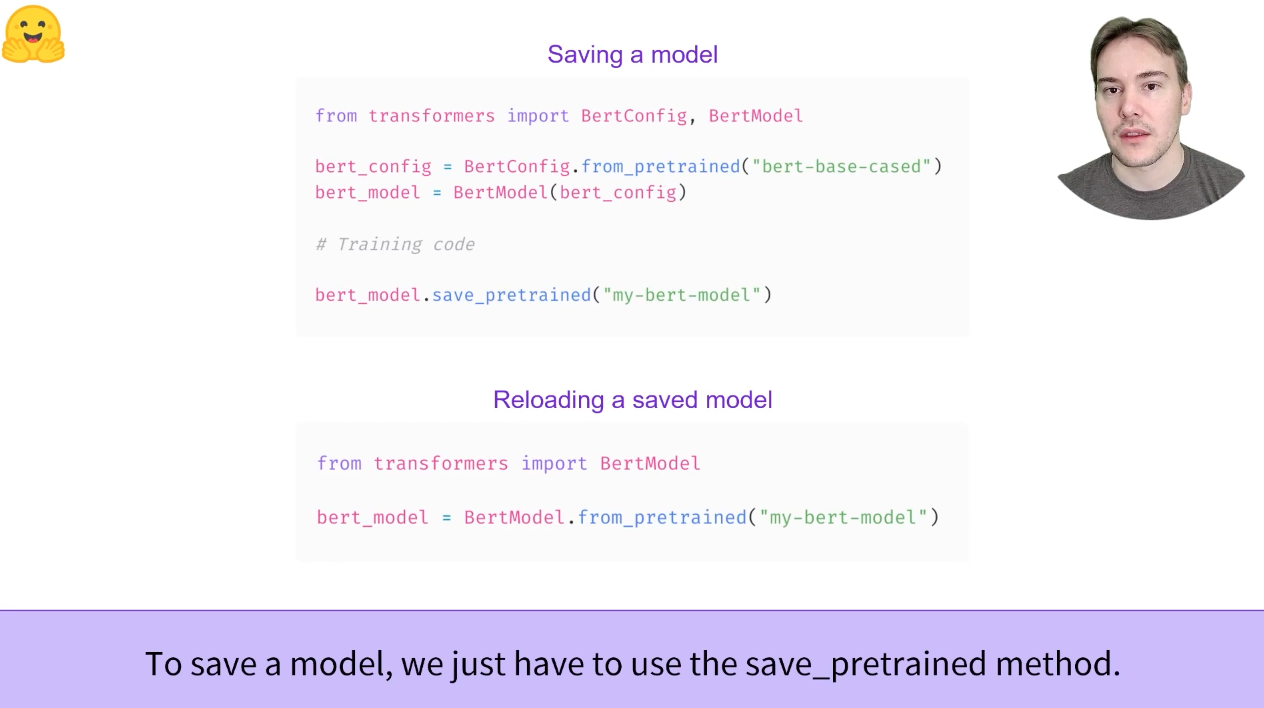 Saving a model
from transformers import BertConfig, BertModel
bert_config = BertConfig.from_pretrained("bert-base-cased")
bert_model = BertModel(bert_config)
# Training code
bert_model.save_pretrained("my-bert-model")
Reloading a saved model
from transformers import BertModel
bert_model = BertModel.from_pretrained("my-bert-model")
To save a model, we just have to use the save_pretrained method.